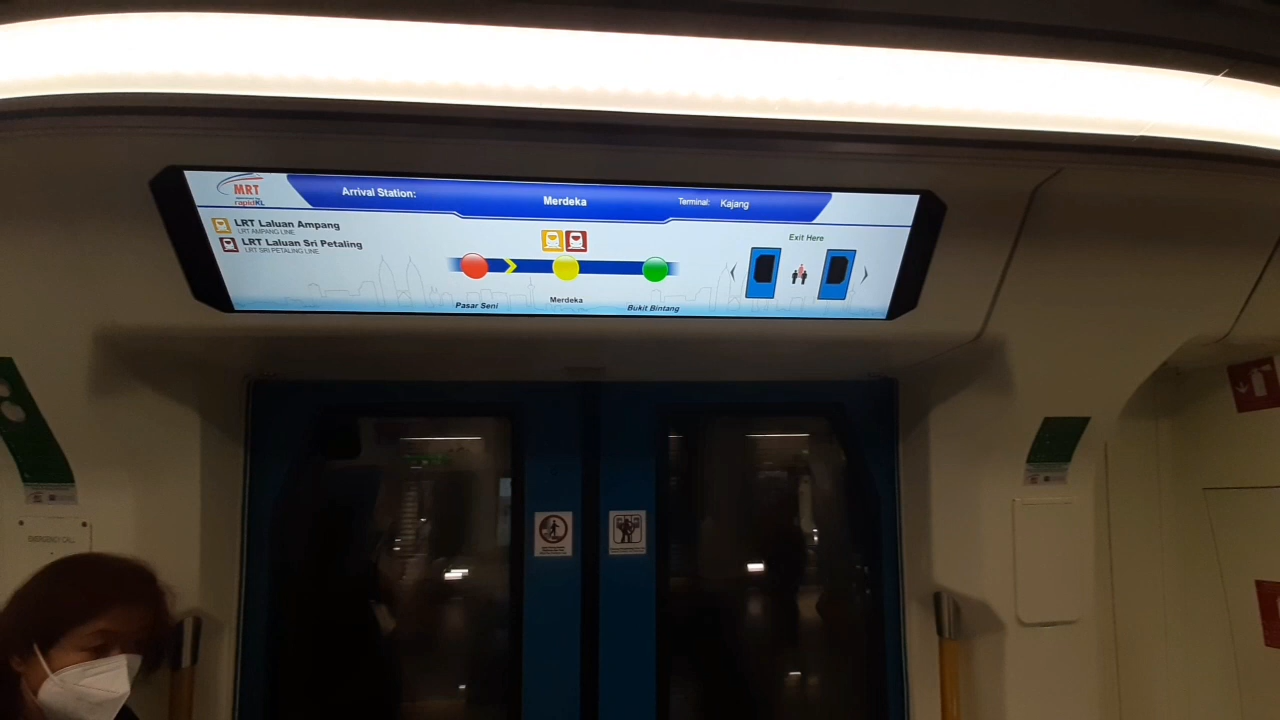 MRT
rapidKL
Arrival Station:
Merdeka
Terminal: Kajang
LRT Laluan Ampang
LRT AMPANG LINE
LRT Laluan Sri Petaling
LRT SRI PETALING LINE
Exit Here
Pasar Seni
Merdeka
Bukit Bintang